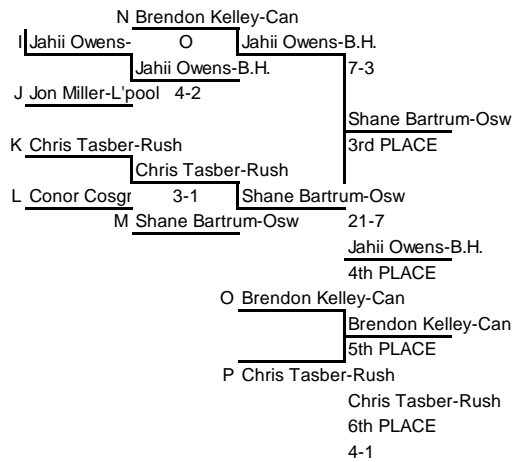 N Brendon Kelley-Can
I Jahii Owens- O Jahii Owens-B.H.
Jahii Owens-B.H. 7-3
J Jon Miller-L'pool 4-2
Shane Bartrum-Osw
K Chris Tasber-Rush 3rd PLACE
Chris Tasber-Rush
L Conor Cosgr 3-1 Shane Bartrum-Osw
M Shane Bartrum-Osw 21-7
Jahii Owens-B.H.
4th PLACE
O Brendon Kelley-Can
Brendon Kelley-Can
5th PLACE
P Chris Tasber-Rush
Chris Tasber-Rush
6th PLACE
4-1